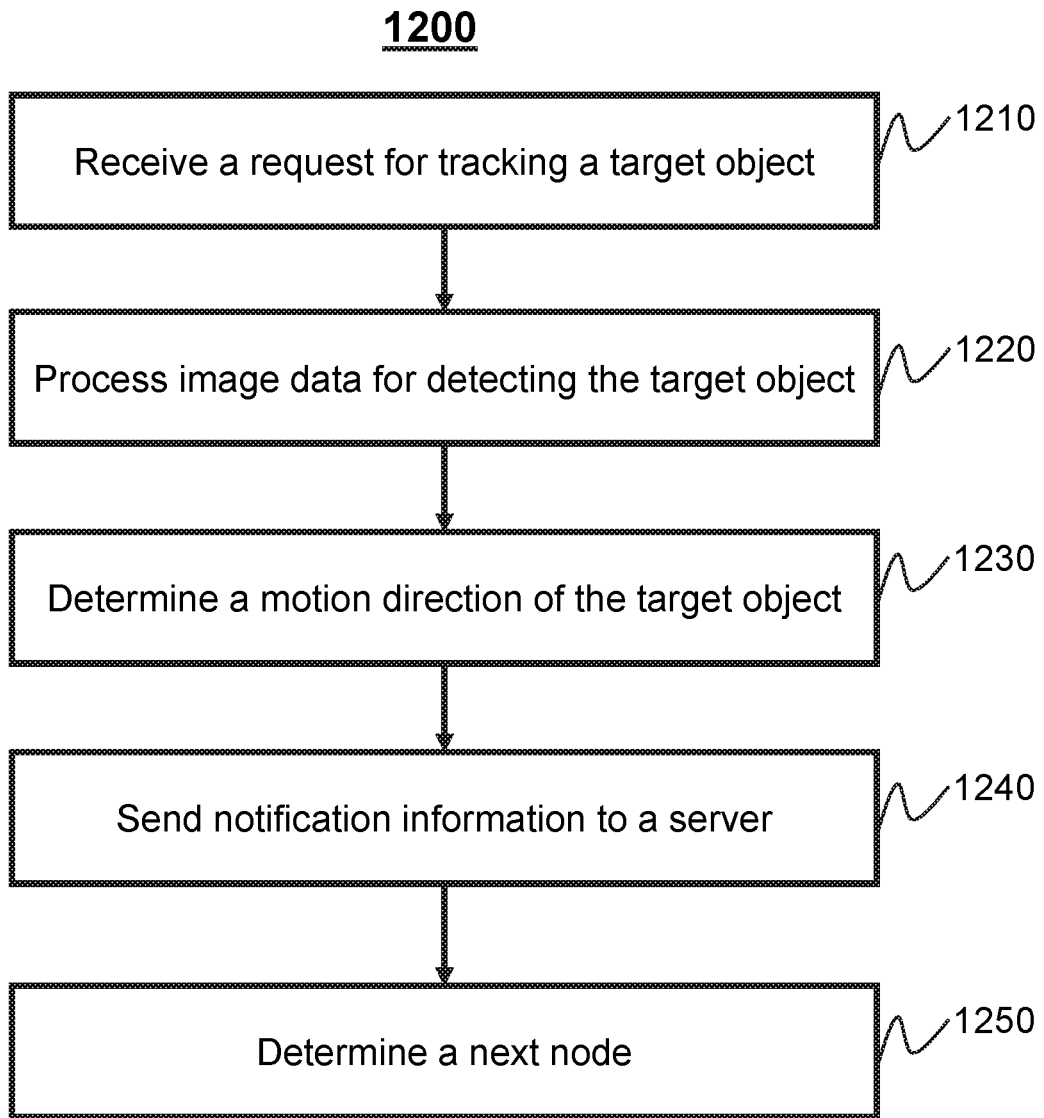 1200
Receive a request for tracking a target object
1210
Process image data for detecting the target object
1220
Determine a motion direction of the target object
1230
Send notification information to a server
1240
Determine a next node
1250